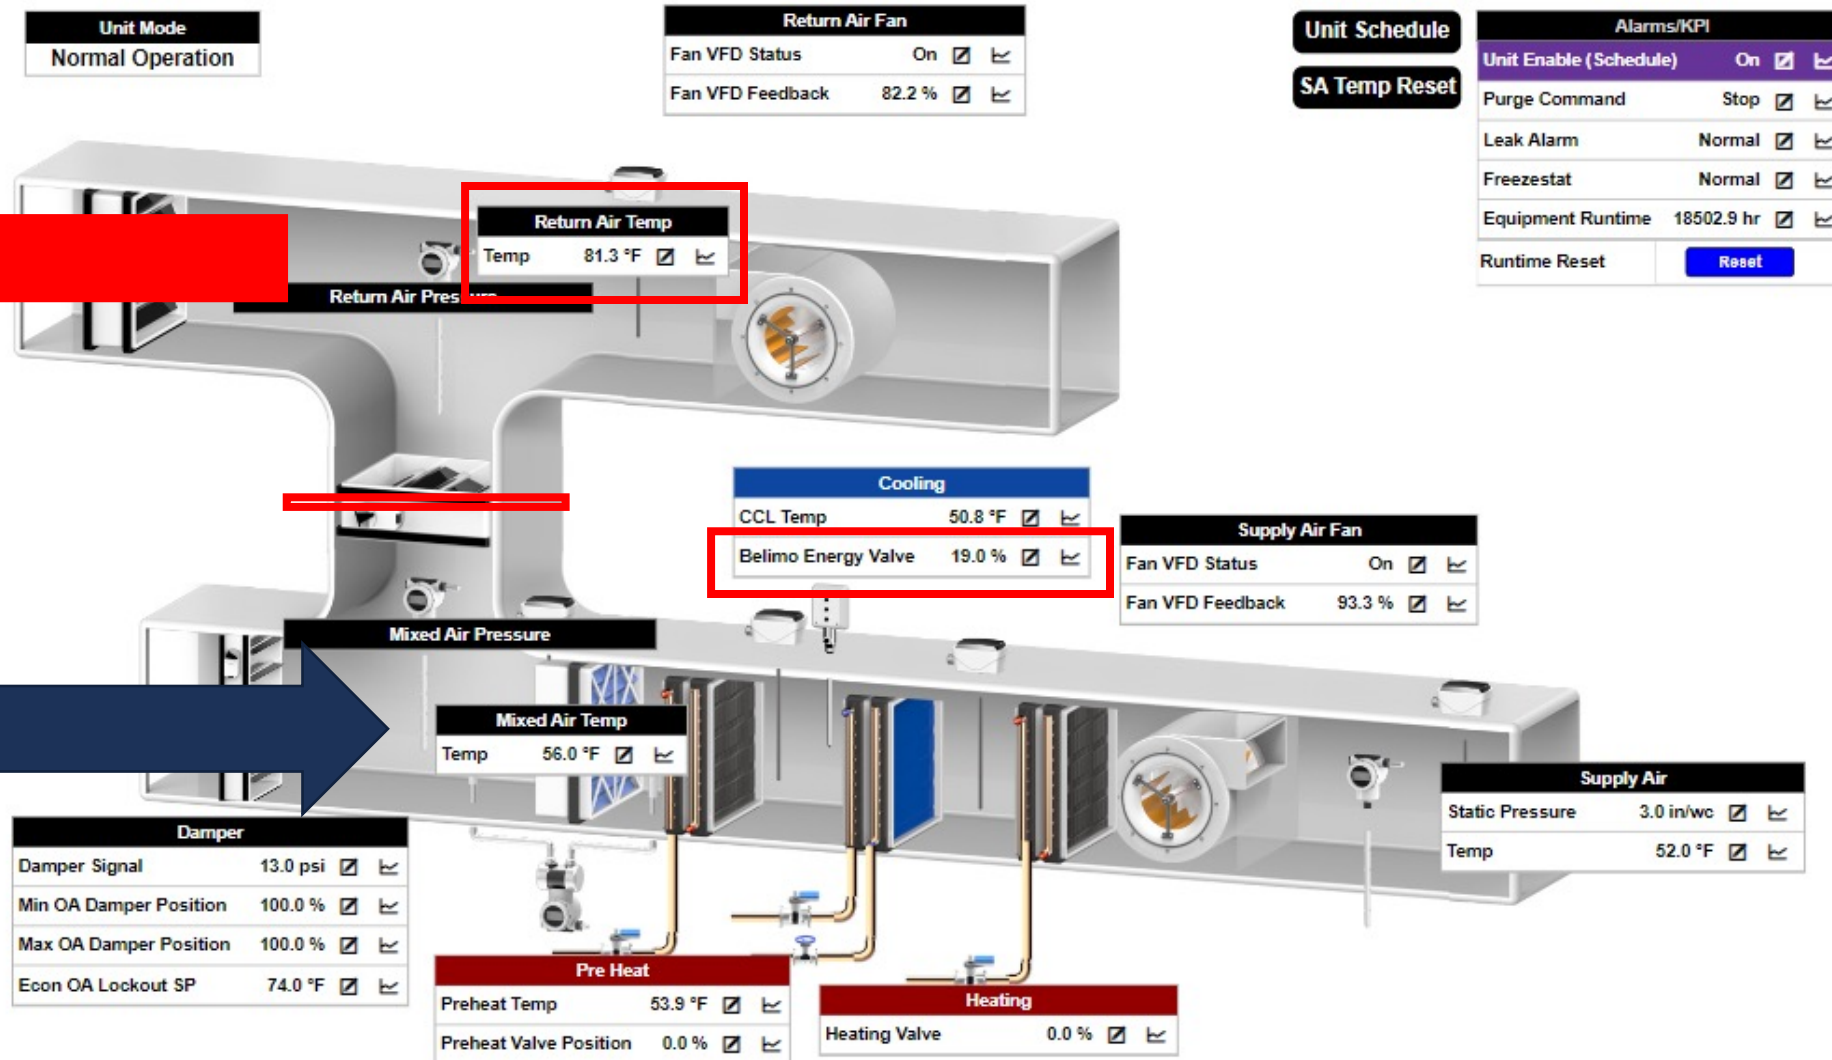 Unit Mode
Normal Operation
Return Air Fan
Fan VFD Status On
Fan VFD Feedback 82.2 %
Unit Schedule
SA Temp Reset
Alarms/KPI
Unit Enable (Schedule) On
Purge Command Stop
Leak Alarm Normal
Freezestat Normal
Equipment Runtime 18502.9 hr
Runtime Reset Reset
Return Air Temp
Temp 81.3 °F
Return Air Pressure
Cooling
CCL Temp 50.8 °F
Belimo Energy Valve 19.0 %
Supply Air Fan
Fan VFD Status On
Fan VFD Feedback 93.3 %
Mixed Air Pressure
Mixed Air Temp
Temp 56.0 °F
Supply Air
Static Pressure 3.0 in/wc
Temp 52.0 °F
Damper
Damper Signal 13.0 psi
Min OA Damper Position 100.0 %
Max OA Damper Position 100.0 %
Econ OA Lockout SP 74.0 °F
Pre Heat
Preheat Temp 53.9 °F
Preheat Valve Position 0.0 %
Heating
Heating Valve 0.0 %